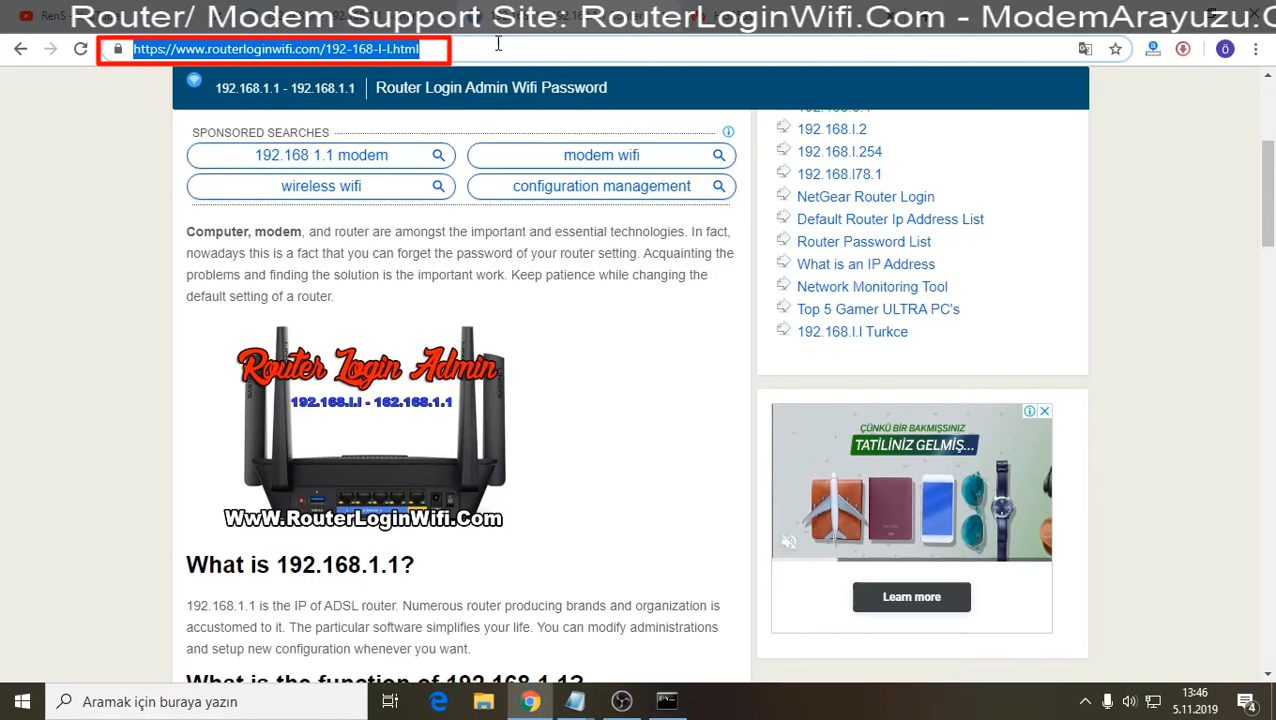 Router/ Modem Support Site: RouterLoginWifi.Com - ModemArayuzu.C
https://www.routerloginwifi.com/192-168-l-l.html
ö
192.168.1.1 - 192.168.1.1
Router Login Admin Wifi Password
SPONSORED SEARCHES
192.168 1.1 modem
modem wifi
wireless wifi
configuration management
Computer, modem, and router are amongst the important and essential technologies. In fact,
nowadays this is a fact that you can forget the password of your router setting. Acquainting the
problems and finding the solution is the important work. Keep patience while changing the
default setting of a router.
Router Login Admin
192.168.l.l - 162.168.1.1
WwW.RouterLoginWifi.Com
What is 192.168.1.1?
192.168.1.1 is the IP of ADSL router. Numerous router producing brands and organization is
accustomed to it. The particular software simplifies your life. You can modify administrations
and setup new configuration whenever you want.
What is the function of 192.168.1.1?
192.168.l.2
192.168.l.254
192.168.l78.1
NetGear Router Login
Default Router Ip Address List
Router Password List
What is an IP Address
Network Monitoring Tool
Top 5 Gamer ULTRA PC's
192.168.l.l Turkce
ÇÜNKÜ BİR BAKMIŞSINIZ
TATİLİNİZ GELMİŞ...
Learn more
Aramak için buraya yazın
13:46
5.11.2019
4